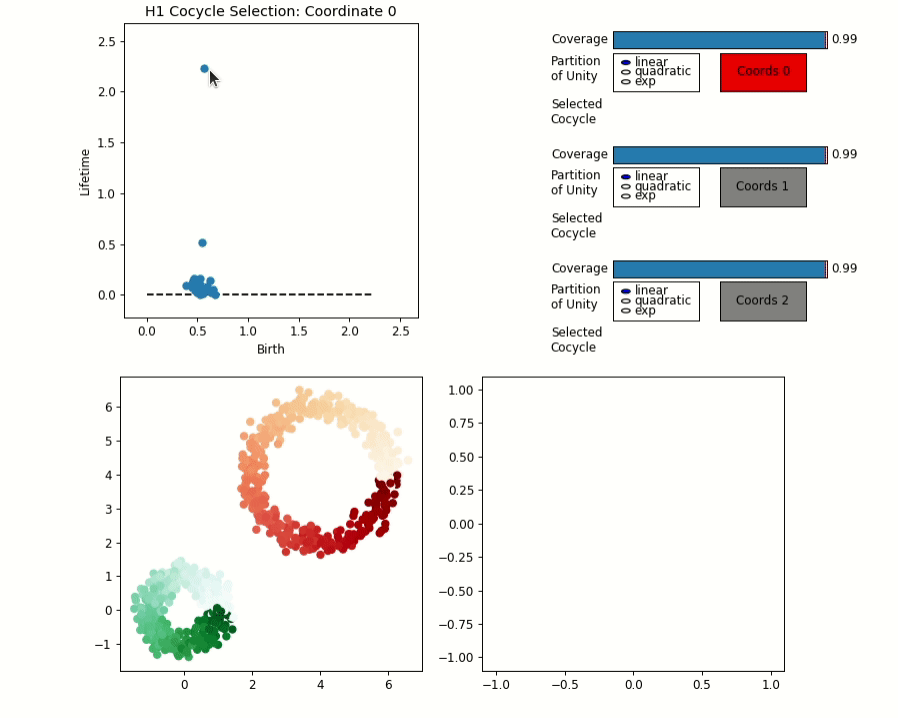 H1 Cocycle Selection: Coordinate 0
2.5
2.0
1.5
1.0
0.5
0.0
Lifetime
0.0 0.5 1.0 1.5 2.0 2.5
Birth
Coverage 0.99
Partition
of Unity
linear
quadratic
exp
Coords 0
Selected
Cocycle
Coverage 0.99
Partition
of Unity
linear
quadratic
exp
Coords 1
Selected
Cocycle
Coverage 0.99
Partition
of Unity
linear
quadratic
exp
Coords 2
Selected
Cocycle
6
5
4
3
2
1
0
−1
0 2 4 6
1.00
0.75
0.50
0.25
0.00
−0.25
−0.50
−0.75
−1.00
−1.0 −0.5 0.0 0.5 1.0